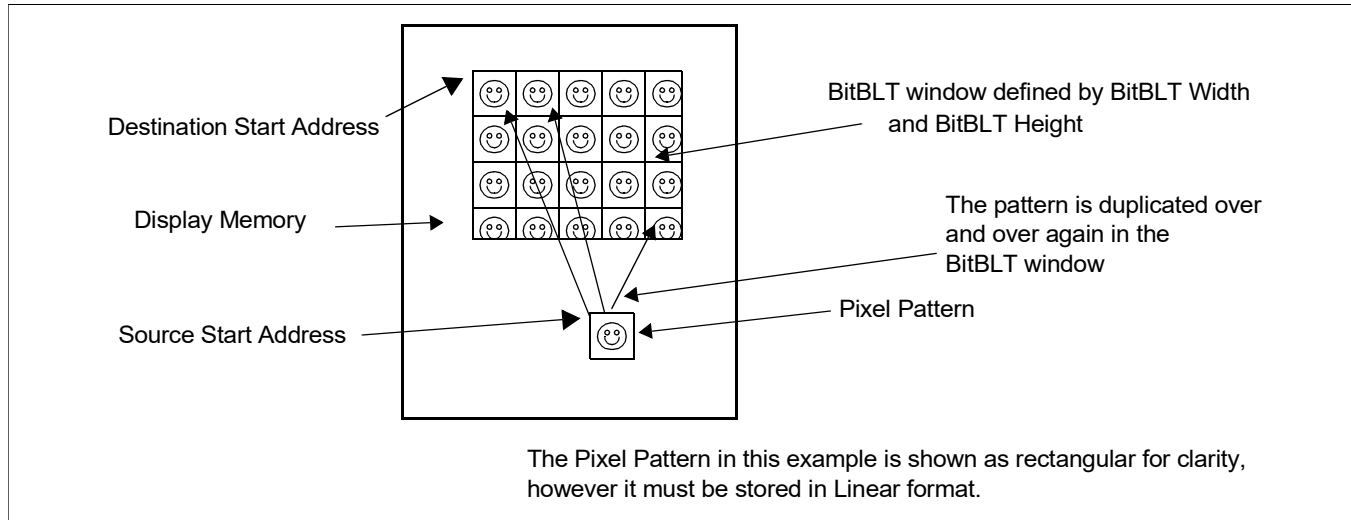 Destination Start Address
BitBLT window defined by BitBLT Width
and BitBLT Height
Display Memory
The pattern is duplicated over
and over again in the
BitBLT window
Source Start Address
Pixel Pattern
The Pixel Pattern in this example is shown as rectangular for clarity,
however it must be stored in Linear format.